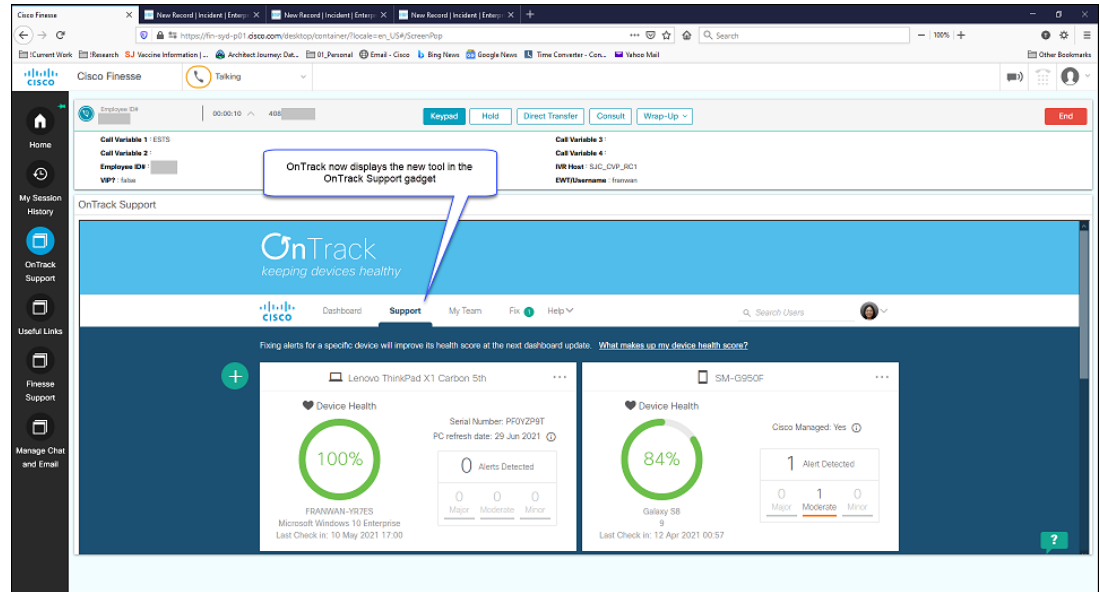 Cisco Finesse
New Record | Incident | Enterp
New Record | Incident | Enterp
New Record | Incident | Enterp
https://fin-syd-p01.cisco.com/desktop/container/?locale=en_US#/ScreenPop
Search
100%
!Current Work
!Research
SJ Vaccine Information | ...
Architect Journey: Dat...
01_Personal
Email - Cisco
Bing News
Google News
Time Converter - Con...
Yahoo Mail
Other Bookmarks
CISCO
Cisco Finesse
Talking
Employee ID#
00:00:10
408
Keypad
Hold
Direct Transfer
Consult
Wrap-Up
End
Call Variable 1 : ESTS
Call Variable 2 :
Employee ID# :
VIP? : false
Call Variable 3 :
Call Variable 4 :
IVR Host : SJC_CVP_RC1
EWT/Username : franwan
OnTrack now displays the new tool in the
OnTrack Support gadget
Home
My Session
History
OnTrack
Support
Useful Links
Finesse
Support
Manage Chat
and Email
OnTrack Support
OnTrack
keeping devices healthy
CISCO
Dashboard
Support
My Team
Fix 1
Help
Search Users
Fixing alerts for a specific device will improve its health score at the next dashboard update. What makes up my device health score?
Lenovo ThinkPad X1 Carbon 5th
Device Health
100%
FRANWAN-YR7ES
Microsoft Windows 10 Enterprise
Last Check in: 10 May 2021 17:00
Serial Number: PF0YZP9T
PC refresh date: 29 Jun 2021
0 Alerts Detected
0 0 0
Major Moderate Minor
SM-G950F
Device Health
84%
Galaxy S8
9
Last Check in: 12 Apr 2021 00:57
Cisco Managed: Yes
1 Alert Detected
0 1 0
Major Moderate Minor
?